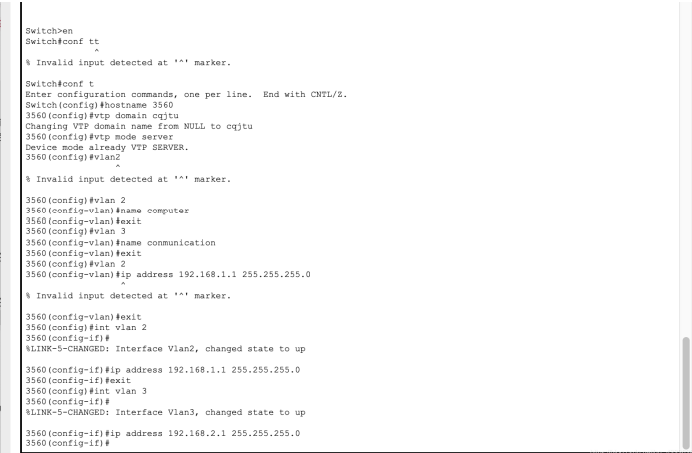 Switch>en
Switch#conf tt
^
% Invalid input detected at '^' marker.
Switch#conf t
Enter configuration commands, one per line. End with CNTL/Z.
Switch(config)#hostname 3560
3560(config)#vtp domain cqjtu
Changing VTP domain name from NULL to cqjtu
3560(config)#vtp mode server
Device mode already VTP SERVER.
3560(config)#vlan2
^
% Invalid input detected at '^' marker.
3560(config)#vlan 2
3560(config-vlan)#name computer
3560(config-vlan)#exit
3560(config)#vlan 3
3560(config-vlan)#name conmunication
3560(config-vlan)#exit
3560(config)#vlan 2
3560(config-vlan)#ip address 192.168.1.1 255.255.255.0
^
% Invalid input detected at '^' marker.
3560(config-vlan)#exit
3560(config)#int vlan 2
3560(config-if)#
%LINK-5-CHANGED: Interface Vlan2, changed state to up
3560(config-if)#ip address 192.168.1.1 255.255.255.0
3560(config-if)#exit
3560(config)#int vlan 3
3560(config-if)#
%LINK-5-CHANGED: Interface Vlan3, changed state to up
3560(config-if)#ip address 192.168.2.1 255.255.255.0
3560(config-if)#